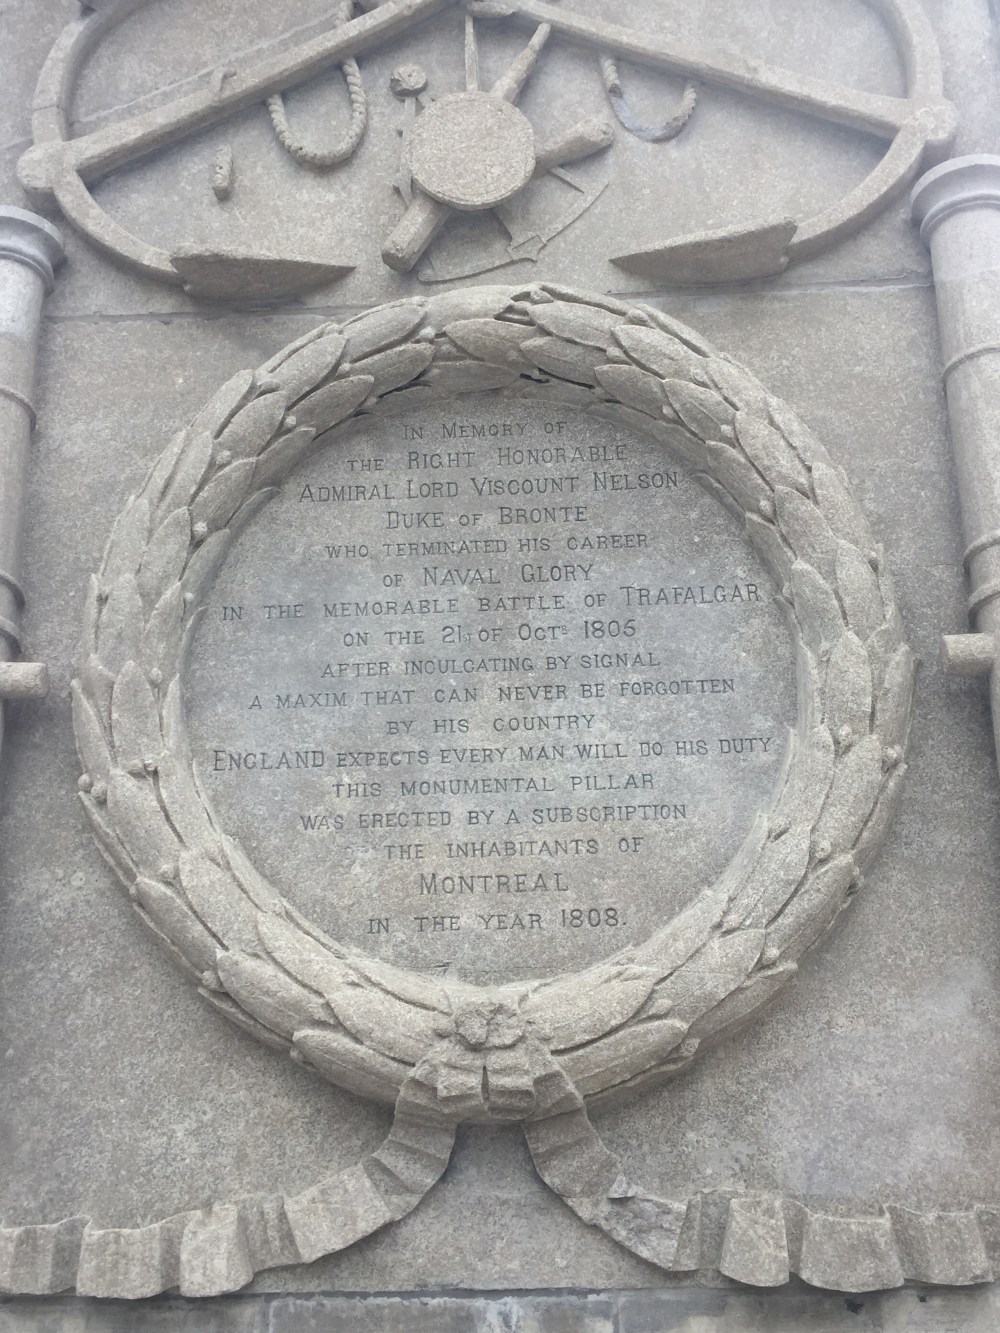 IN MEMORY OF
THE RIGHT HONORABLE
ADMIRAL LORD VISCOUNT NELSON
DUKE OF BRONTE
WHO TERMINATED HIS CAREER
OF NAVAL GLORY
IN THE MEMORABLE BATTLE OF TRAFALGAR
ON THE 21ST OF OCTR 1805
AFTER INCULCATING BY SIGNAL
A MAXIM THAT CAN NEVER BE FORGOTTEN
BY HIS COUNTRY
ENGLAND EXPECTS EVERY MAN WILL DO HIS DUTY
THIS MONUMENTAL PILLAR
WAS ERECTED BY A SUBSCRIPTION
OF THE INHABITANTS OF
MONTREAL
IN THE YEAR 1808.